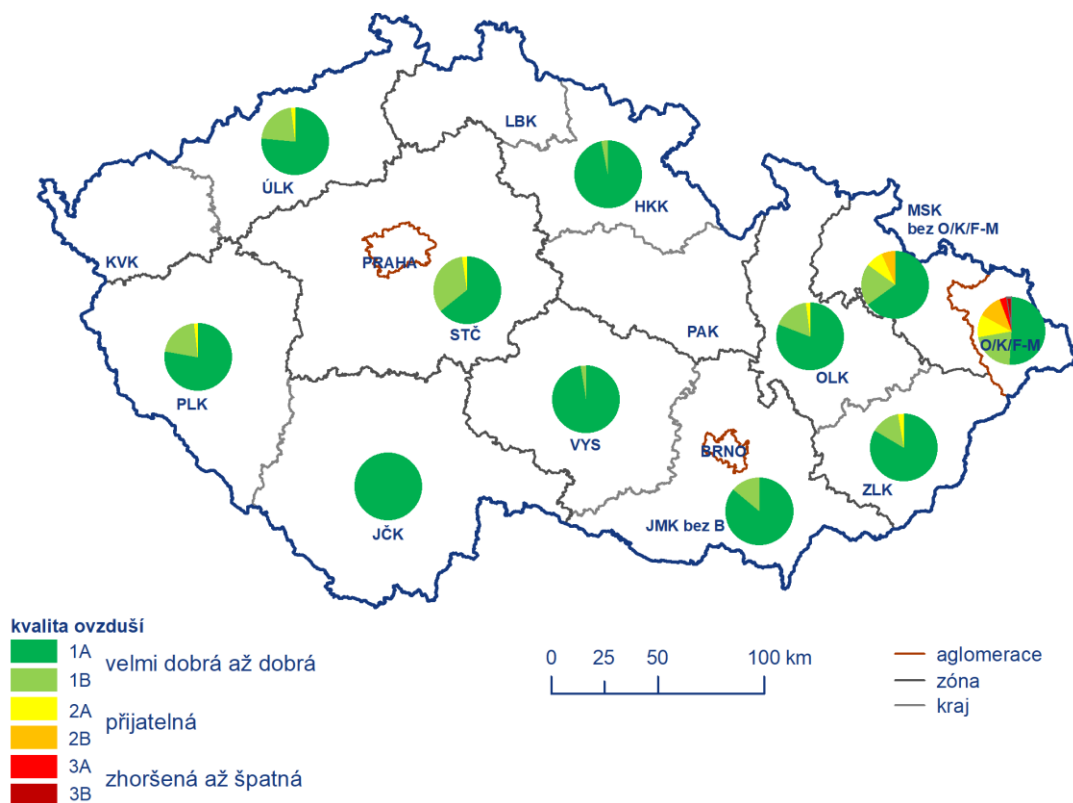 LBK
ÚLK
HKK
MSK
bez O/K/F-M
KVK
PRAHA
STČ
PAK
O/K/F-M
OLK
PLK
VYS
BRNO
ZLK
JČK
JMK bez B
kvalita ovzduší
1A
velmi dobrá až dobrá
1B
2A
přijatelná
2B
3A
zhoršená až špatná
3B
0 25 50 100 km
aglomerace
zóna
kraj